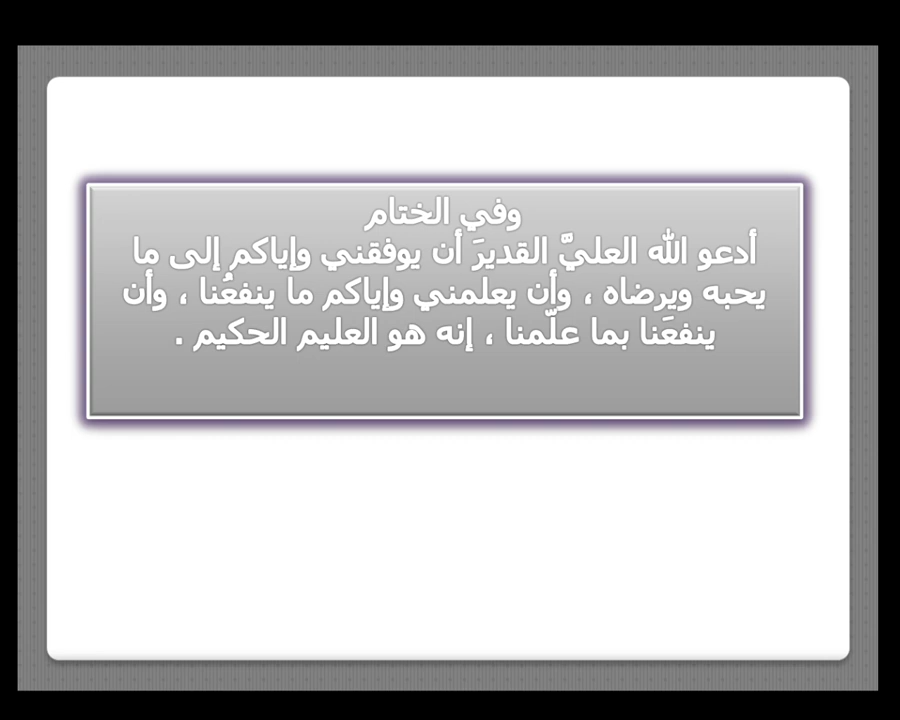 وفي الختام
أدعو الله العليَّ القديرَ أن يوفقني وإياكم إلى ما
يحبه ويرضاه ، وأن يعلمني وإياكم ما ينفعُنا ، وأن
ينفعَنا بما علّمنا ، إنه هو العليم الحكيم .